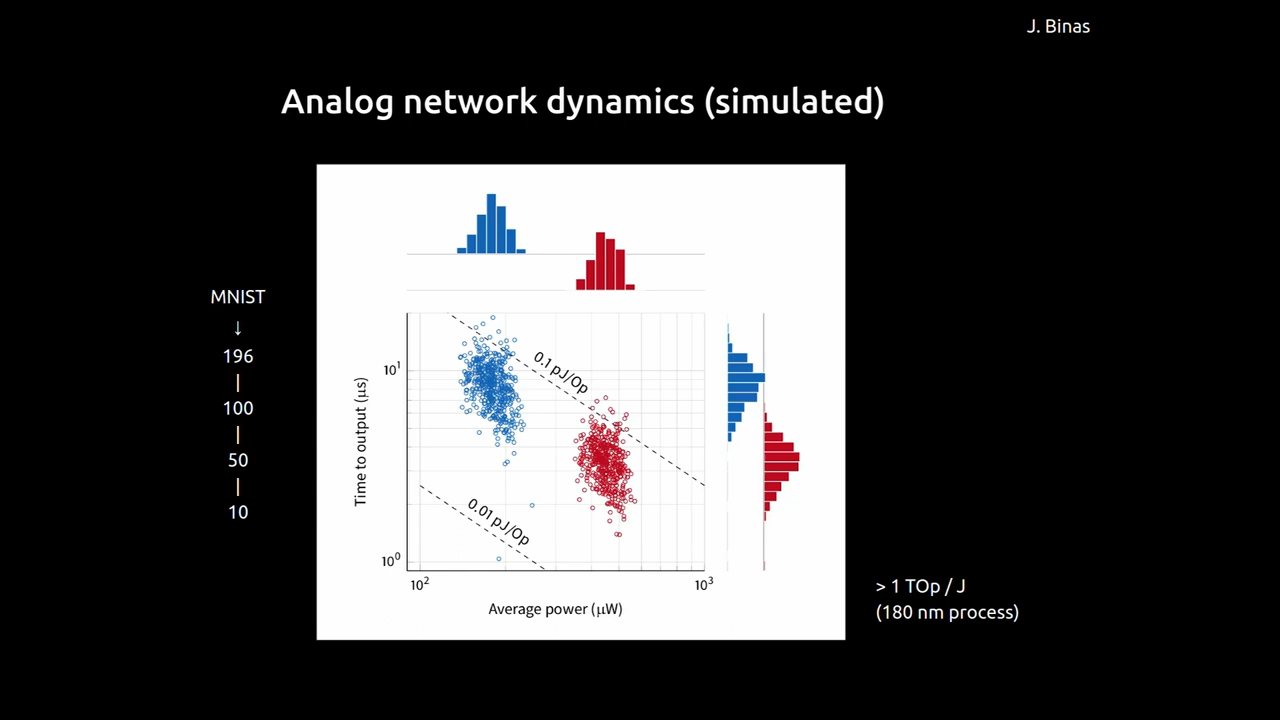 J. Binas
Analog network dynamics (simulated)
MNIST
↓
196
|
100
|
50
|
10
Time to output (μs)
10¹
10⁰
0.1 pJ/Op
0.01 pJ/Op
10²
10³
Average power (μW)
> 1 TOp / J
(180 nm process)